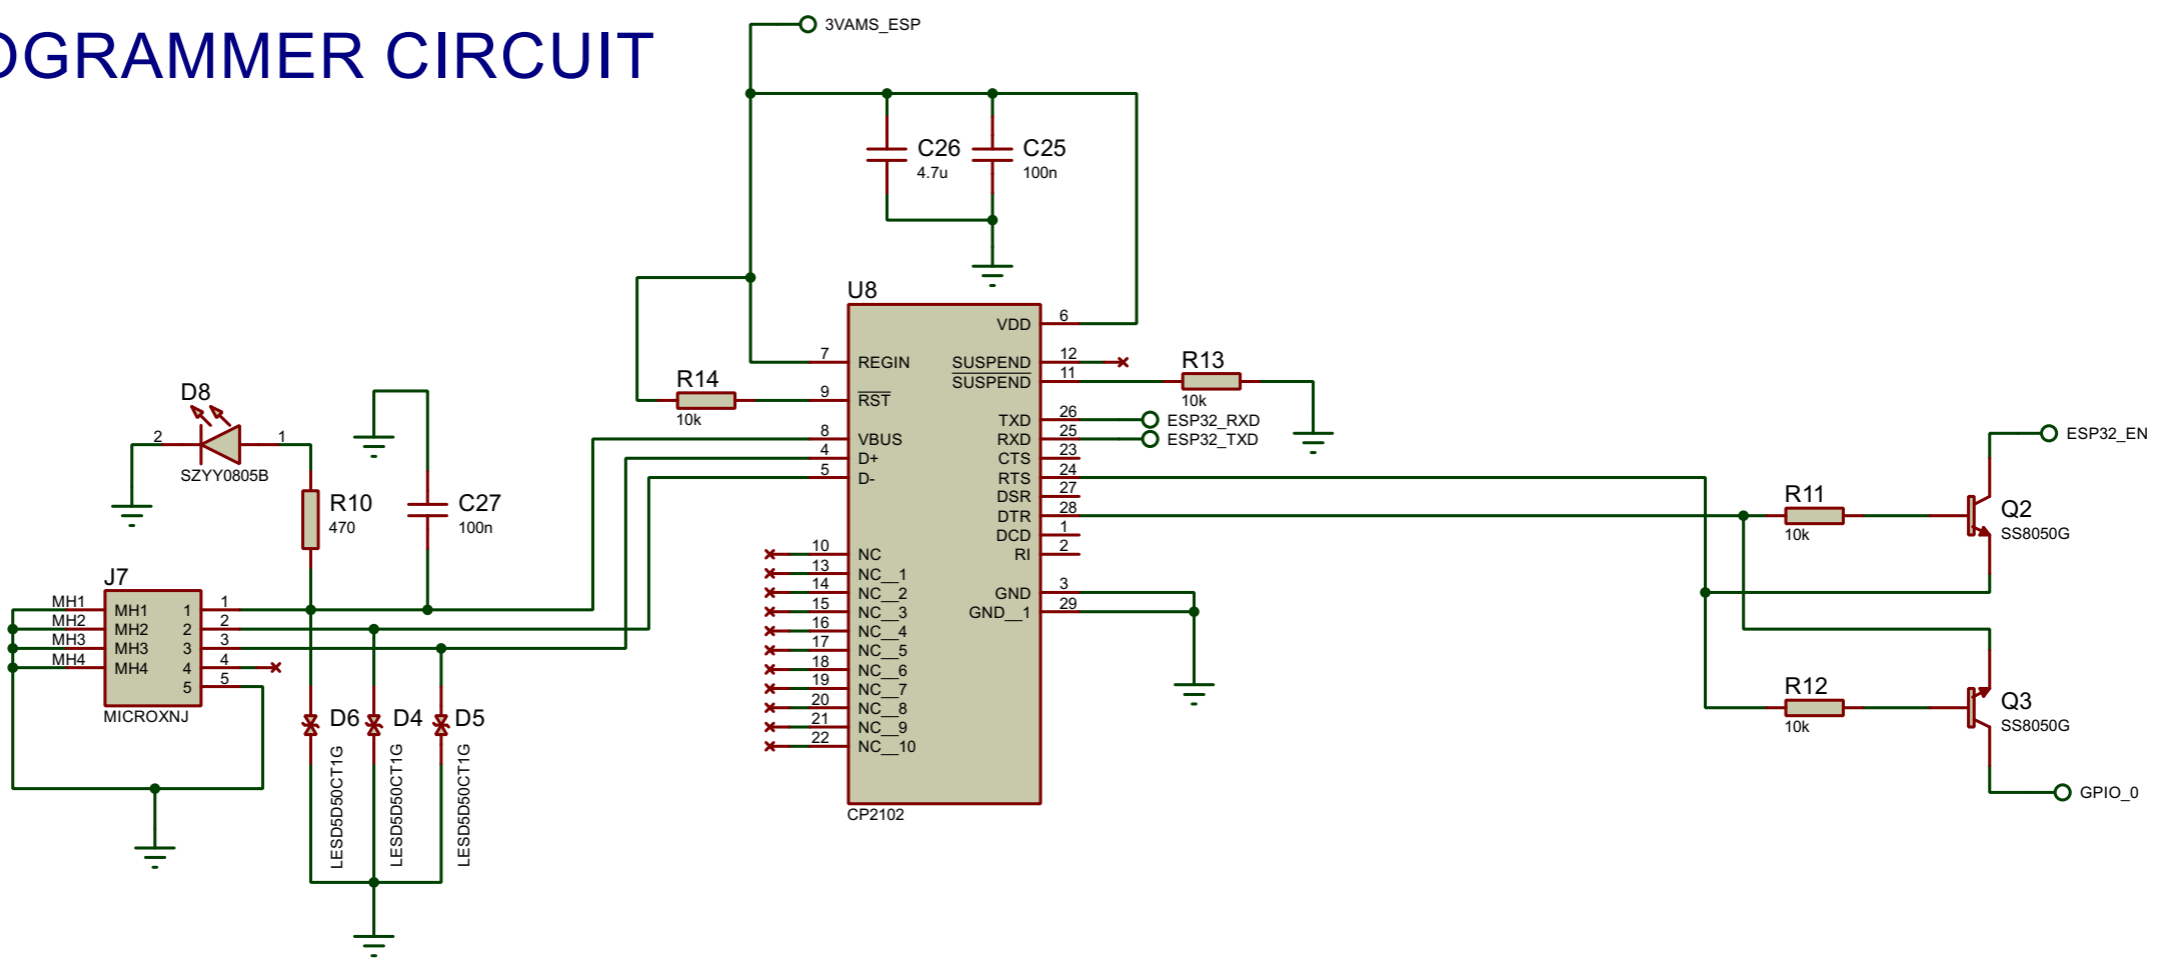 OGRAMMER CIRCUIT
3VAMS_ESP
C26
4.7u
C25
100n
U8
VDD 6
7 REGIN
SUSPEND 12
SUSPEND 11
R13
10k
R14
10k
9 RST
TXD 26 ESP32_RXD
8 VBUS
RXD 25 ESP32_TXD
4 D+
CTS 23
5 D-
RTS 24
DSR 27
DTR 28
DCD 1
RI 2
10 NC
13 NC__1
14 NC__2
15 NC__3
16 NC__4
17 NC__5
18 NC__6
19 NC__7
20 NC__8
21 NC__9
22 NC__10
GND 3
GND__1 29
CP2102
D8
2 1
SZYY0805B
R10
470
C27
100n
J7
MH1 MH1 1 1
MH2 MH2 2 2
MH3 MH3 3 3
MH4 MH4 4 4
5 5
MICROXNJ
D6
LESD5D50CT1G
D4
LESD5D50CT1G
D5
LESD5D50CT1G
ESP32_EN
R11
10k
Q2
SS8050G
R12
10k
Q3
SS8050G
GPIO_0